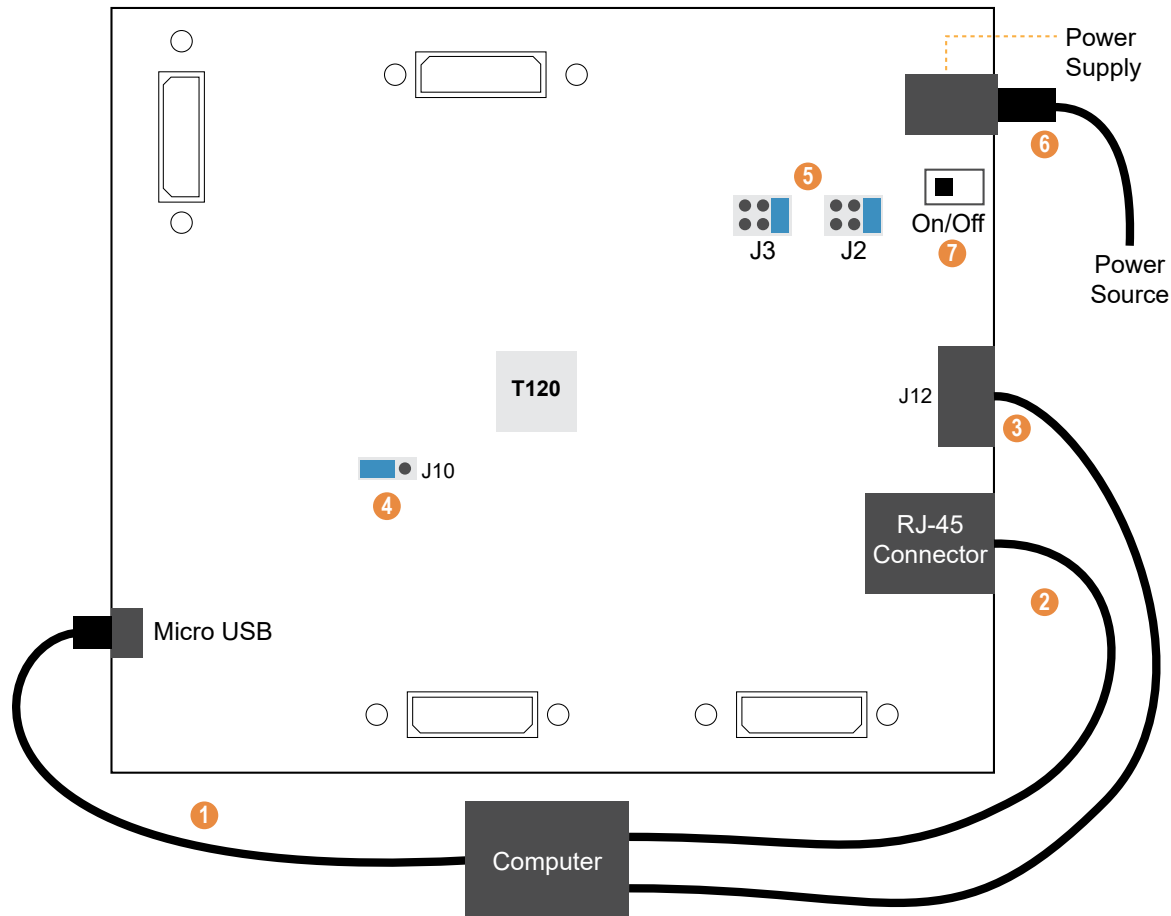 Power
Supply
6
5
On/Off
J3
J2
7
Power
Source
T120
J12
3
J10
4
RJ-45
Connector
2
Micro USB
1
Computer